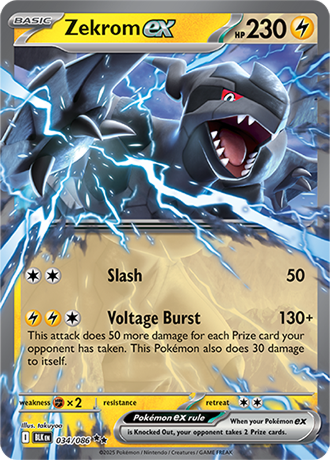 BASIC
Zekrom ex HP 230
Slash 50
Voltage Burst 130+
This attack does 50 more damage for each Prize card your
opponent has taken. This Pokémon also does 30 damage
to itself.
weakness ×2 resistance retreat
Illus. takuyoa
Pokémon ex rule When your Pokémon ex
I BLK EN 034/086 is Knocked Out, your opponent takes 2 Prize cards.
©2025 Pokémon / Nintendo / Creatures / GAME FREAK